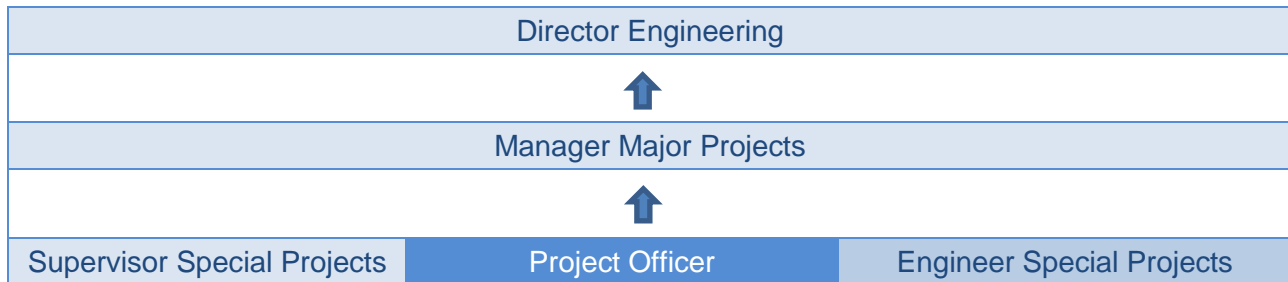 Director Engineering
Manager Major Projects
Supervisor Special Projects Project Officer Engineer Special Projects